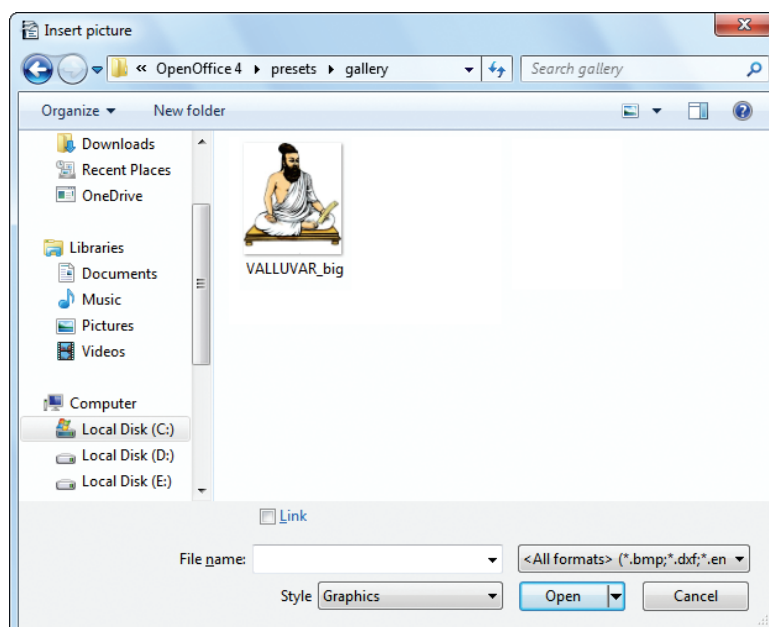 Insert picture
« OpenOffice 4 presets gallery
Search gallery
Organize New folder
Downloads
Recent Places
OneDrive
Libraries
Documents
Music
Pictures
Videos
Computer
Local Disk (C:)
Local Disk (D:)
Local Disk (E:)
VALLUVAR_big
Link
File name: <All formats> (*.bmp;*.dxf;*.en
Style Graphics Open Cancel